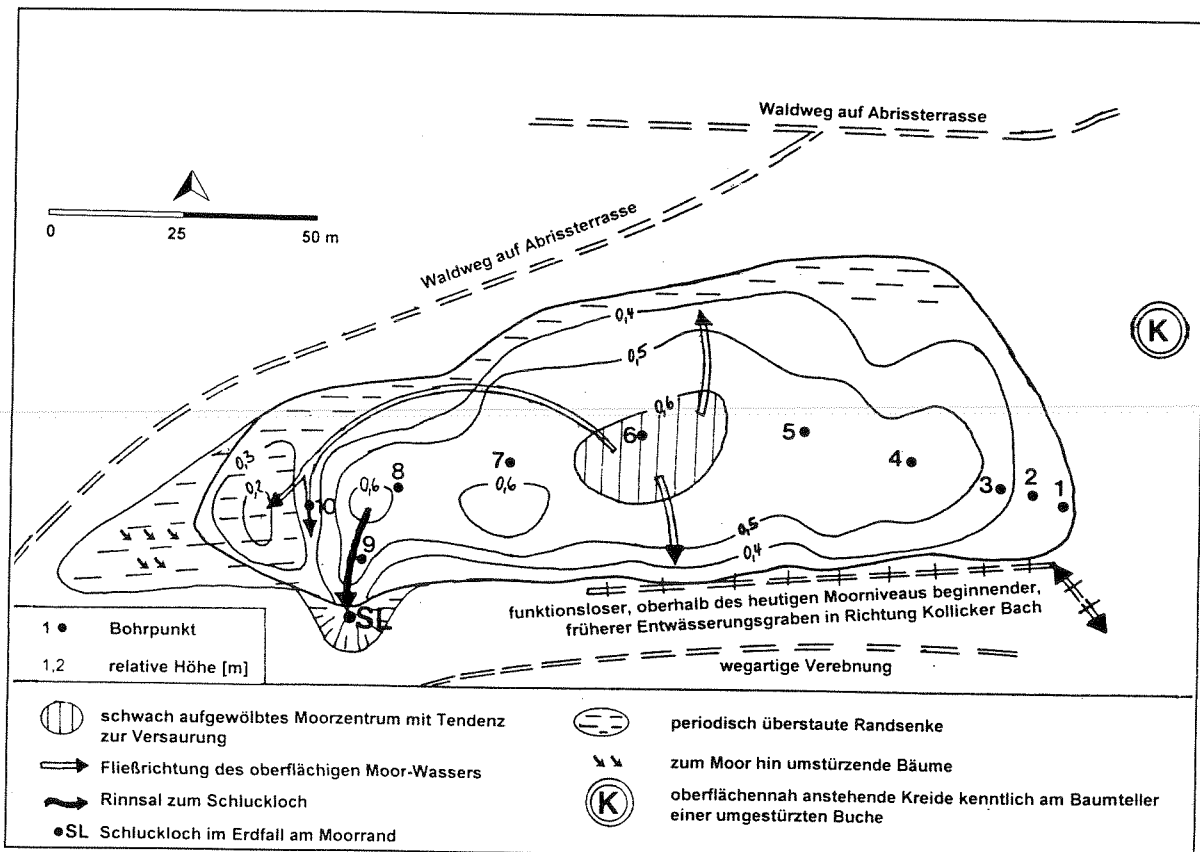 Waldweg auf Abrissterrasse
0 25 50 m
Waldweg auf Abrissterrasse
K
0,4
0,5
0,6
0,3
0,2
0,6
0,6
0,5
0,4
6
5
4
3
2
1
7
8
9
10
SL
funktionsloser, oberhalb des heutigen Moorniveaus beginnender,
früherer Entwässerungsgraben in Richtung Kollicker Bach
wegartige Verebnung
1 Bohrpunkt
1,2 relative Höhe [m]
schwach aufgewölbtes Moorzentrum mit Tendenz
zur Versaurung
Fließrichtung des oberflächigen Moor-Wassers
Rinnsal zum Schluckloch
SL Schluckloch im Erdfall am Moorrand
periodisch überstaute Randsenke
zum Moor hin umstürzende Bäume
K
oberflächennah anstehende Kreide kenntlich am Baumteller
einer umgestürzten Buche